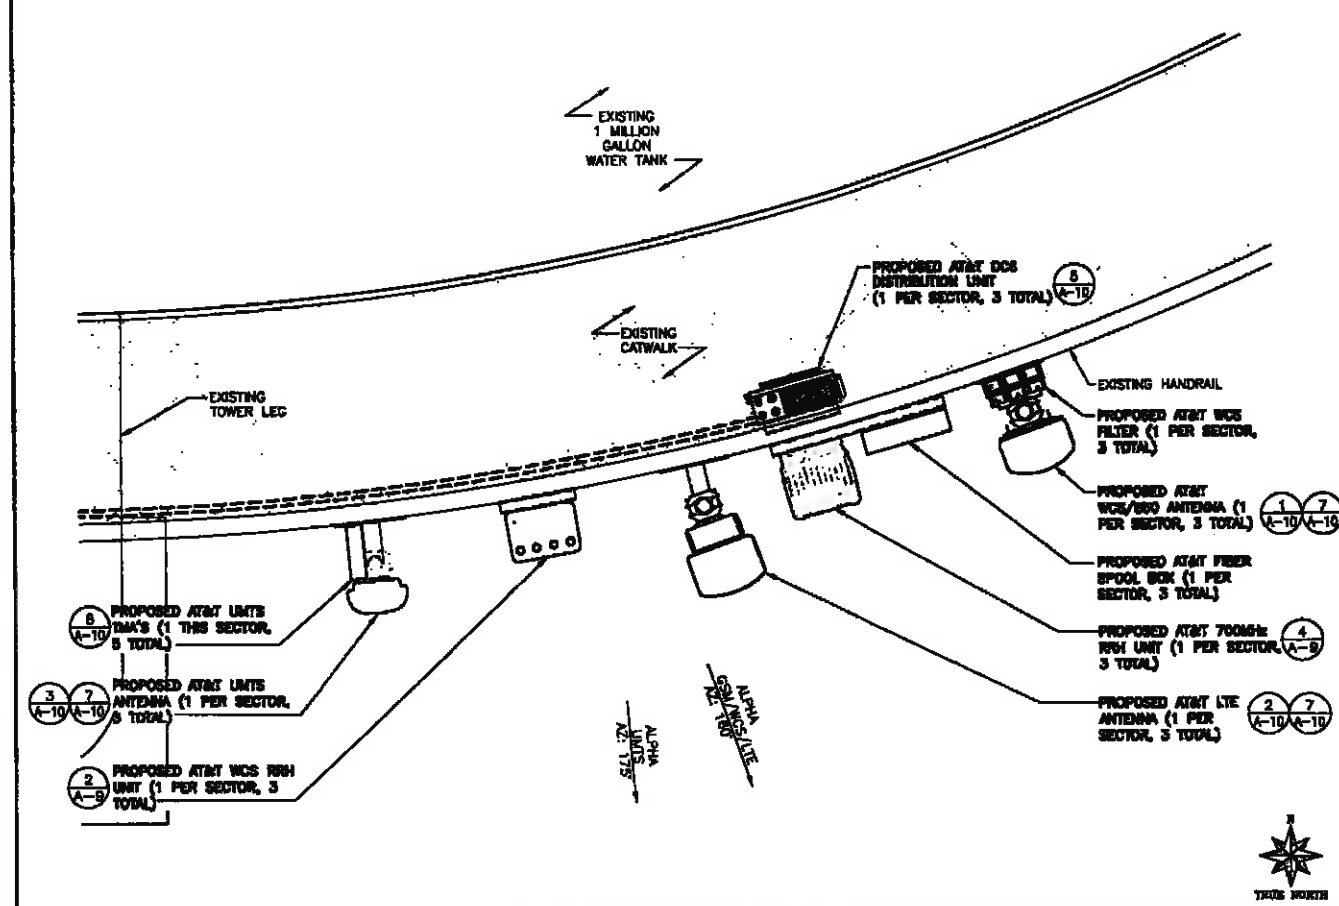 EXISTING
1 MILLION
GALLON
WATER TANK
PROPOSED AT&T DC6
DISTRIBUTION UNIT
(1 PER SECTOR, 3 TOTAL)
A-10
EXISTING
CATWALK
EXISTING
TOWER LEG
EXISTING HANDRAIL
PROPOSED AT&T WCS
FILTER (1 PER SECTOR,
3 TOTAL)
PROPOSED AT&T
ANTENNA (1
PER SECTOR, 3 TOTAL)
1
A-10
7
A-10
PROPOSED AT&T FIBER
SPOOL BOX (1 PER
SECTOR, 3 TOTAL)
PROPOSED AT&T 700MHz
RRH UNIT (1 PER SECTOR,
3 TOTAL)
4
A-9
PROPOSED AT&T LTE
ANTENNA (1 PER
SECTOR, 3 TOTAL)
2
A-10
7
A-10
A-10
PROPOSED AT&T UMTS
TMA'S (1 THIS SECTOR,
TOTAL)
3
A-10
7
A-10
PROPOSED AT&T UMTS
ANTENNA (1 PER SECTOR,
TOTAL)
2
A-9
PROPOSED AT&T WCS RRH
UNIT (1 PER SECTOR, 3
TOTAL)
ALPHA
UMTS
AZ: 175°
ALPHA
GSM/WCS/LTE
AZ: 180°
N
TRUE NORTH